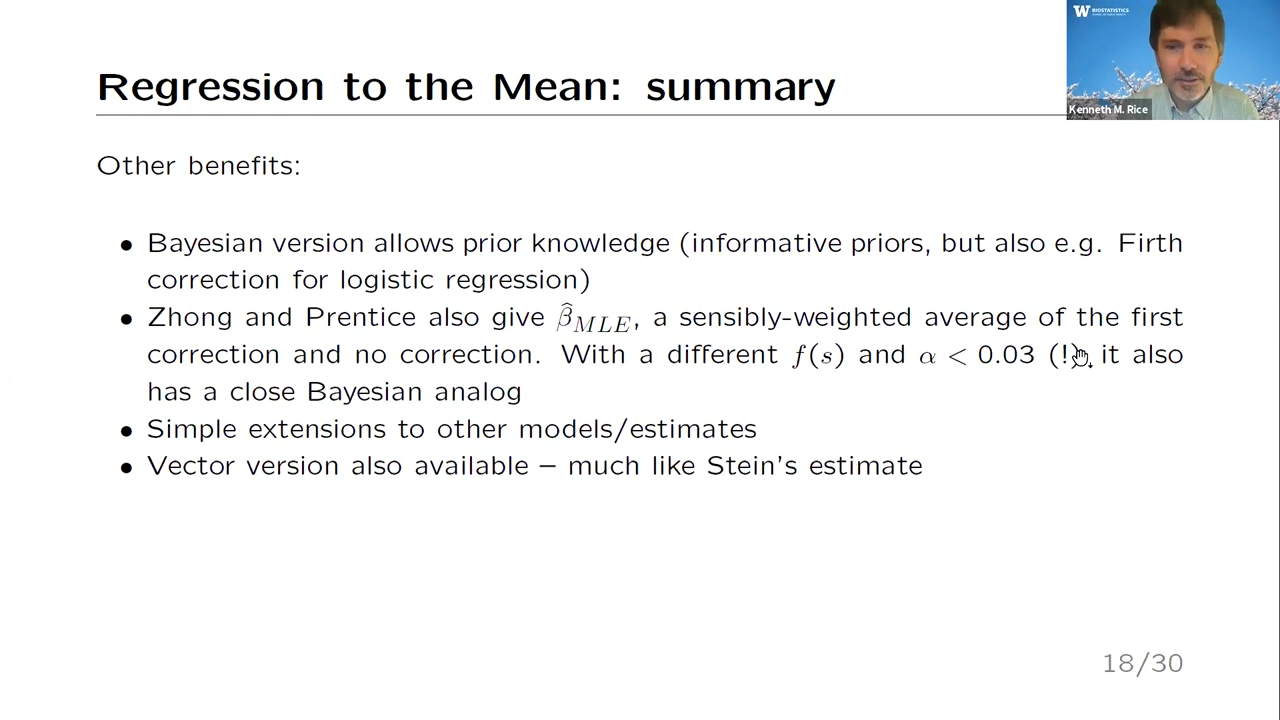 W BIOSTATISTICS
Kenneth M. Rice
Regression to the Mean: summary
Other benefits:
• Bayesian version allows prior knowledge (informative priors, but also e.g. Firth
correction for logistic regression)
• Zhong and Prentice also give β̂_MLE, a sensibly-weighted average of the first
correction and no correction. With a different f(s) and α < 0.03 (! it also
has a close Bayesian analog
• Simple extensions to other models/estimates
• Vector version also available – much like Stein's estimate
18/30